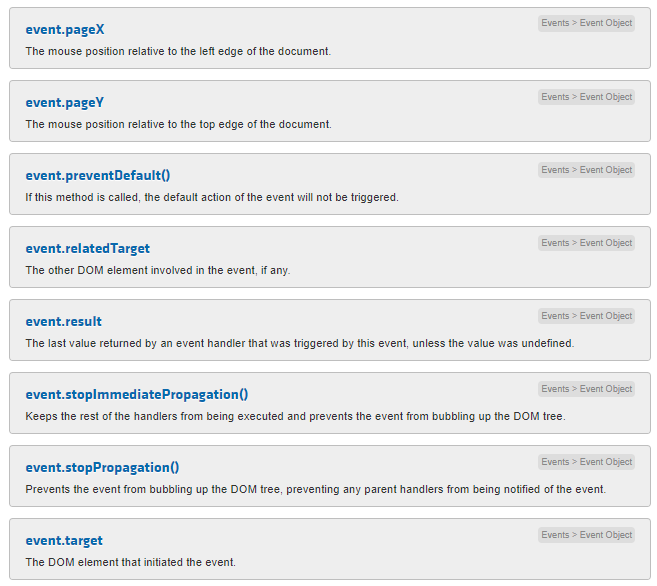 event.pageX
Events > Event Object
The mouse position relative to the left edge of the document.
event.pageY
Events > Event Object
The mouse position relative to the top edge of the document.
event.preventDefault()
Events > Event Object
If this method is called, the default action of the event will not be triggered.
event.relatedTarget
Events > Event Object
The other DOM element involved in the event, if any.
event.result
Events > Event Object
The last value returned by an event handler that was triggered by this event, unless the value was undefined.
event.stopImmediatePropagation()
Events > Event Object
Keeps the rest of the handlers from being executed and prevents the event from bubbling up the DOM tree.
event.stopPropagation()
Events > Event Object
Prevents the event from bubbling up the DOM tree, preventing any parent handlers from being notified of the event.
event.target
Events > Event Object
The DOM element that initiated the event.